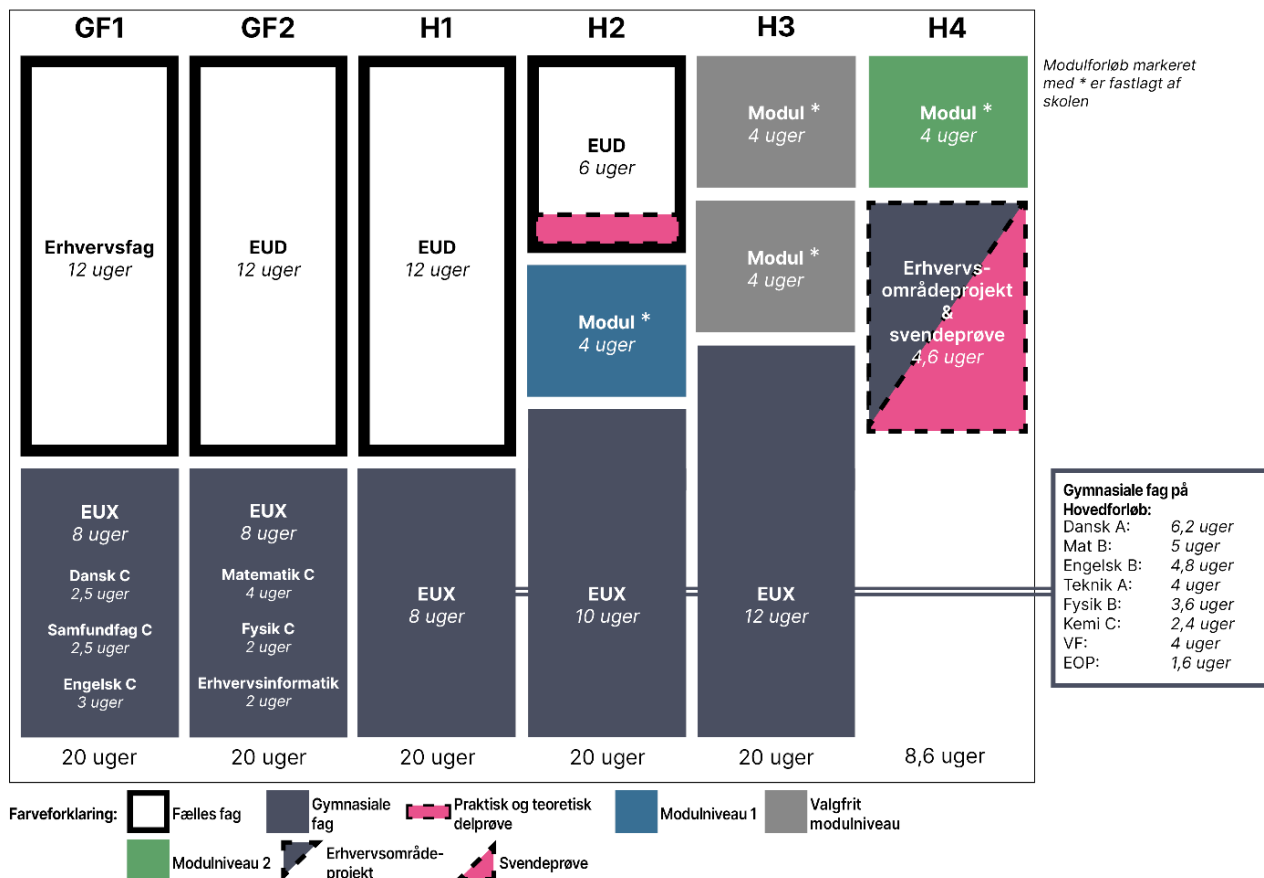 GF1
GF2
H1
H2
H3
H4
Erhvervsfag
12 uger
EUX
8 uger
Dansk C
2,5 uger
Samfundfag C
2,5 uger
Engelsk C
3 uger
20 uger
EUD
12 uger
EUX
8 uger
Matematik C
4 uger
Fysik C
2 uger
Erhvervsinformatik
2 uger
20 uger
EUD
12 uger
EUX
8 uger
20 uger
EUD
6 uger
Modul *
4 uger
EUX
10 uger
20 uger
Modul *
4 uger
Modul *
4 uger
EUX
12 uger
20 uger
Modul *
4 uger
Erhvervs-
områdeprojekt
&
svendeprøve
4,6 uger
8,6 uger
Modulforløb markeret
med * er fastlagt af
skolen
Gymnasiale fag på
Hovedforløb:
Dansk A: 6,2 uger
Mat B: 5 uger
Engelsk B: 4,8 uger
Teknik A: 4 uger
Fysik B: 3,6 uger
Kemi C: 2,4 uger
VF: 4 uger
EOP: 1,6 uger
Farveforklaring:
Fælles fag
Gymnasiale
fag
Praktisk og teoretisk
delprøve
Modulniveau 1
Valgfrit
modulniveau
Modulniveau 2
Erhvervsområde-
projekt
Svendeprøve